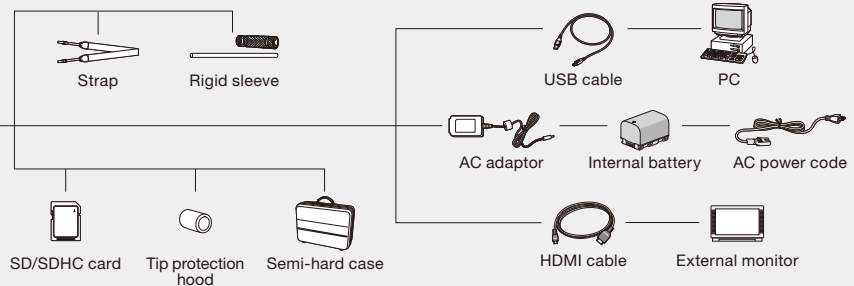 Strap
Rigid sleeve
USB cable
PC
AC adaptor
Internal battery
AC power code
SD/SDHC card
Tip protection
hood
Semi-hard case
HDMI cable
External monitor